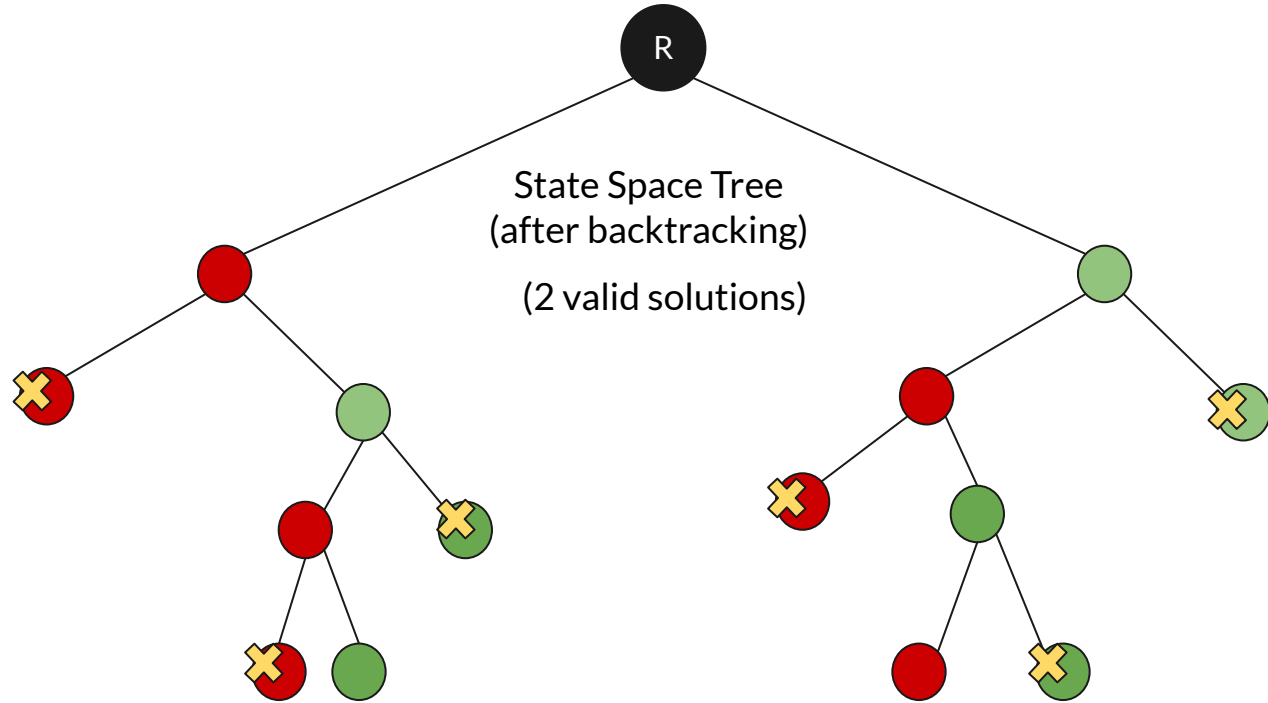 R
State Space Tree
(after backtracking)
(2 valid solutions)